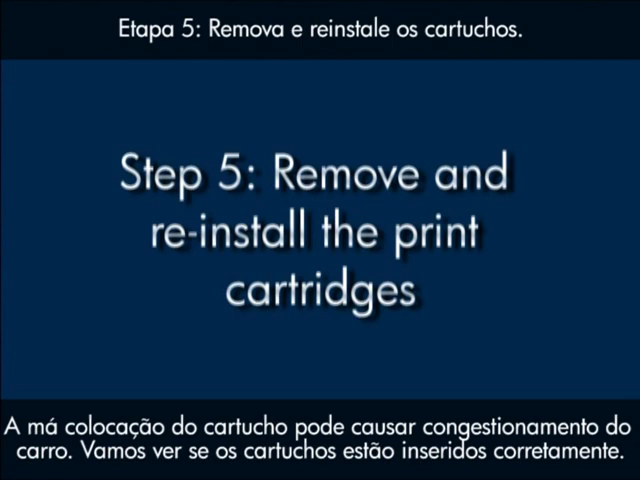 Etapa 5: Remova e reinstale os cartuchos.
Step 5: Remove and
re-install the print
cartridges
A má colocação do cartucho pode causar congestionamento do
carro. Vamos ver se os cartuchos estão inseridos corretamente.